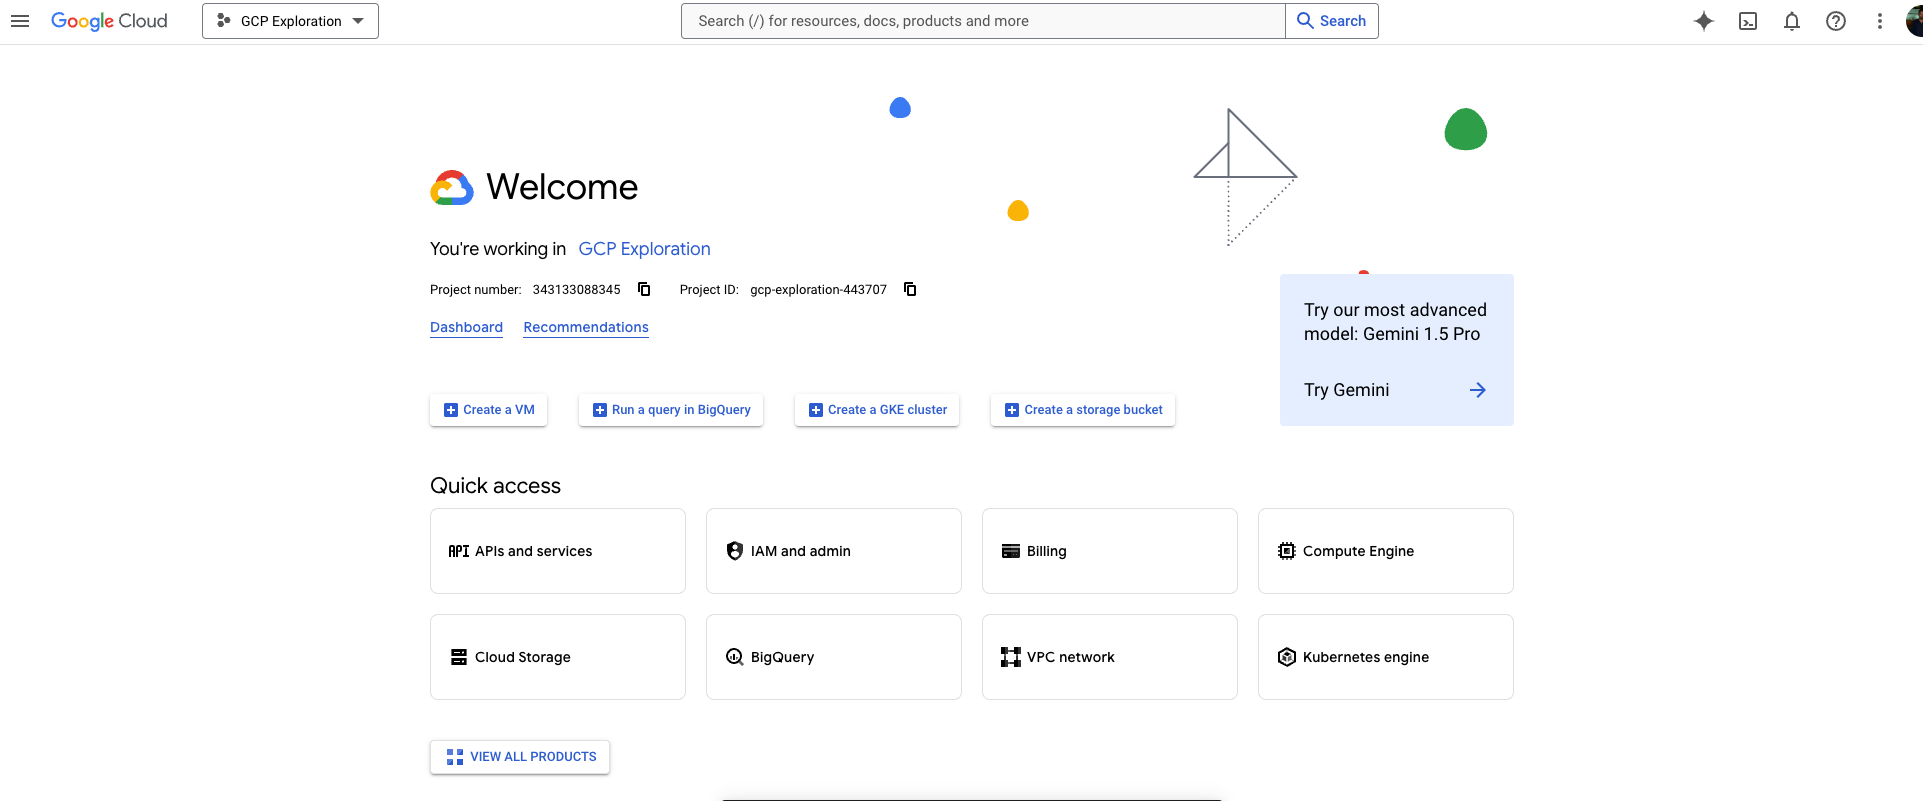 Google Cloud GCP Exploration Search (/) for resources, docs, products and more Search
Welcome
You're working in GCP Exploration
Project number: 343133088345 Project ID: gcp-exploration-443707
Dashboard Recommendations
Try our most advanced
model: Gemini 1.5 Pro
Try Gemini
Create a VM Run a query in BigQuery Create a GKE cluster Create a storage bucket
Quick access
API APIs and services IAM and admin Billing Compute Engine
Cloud Storage BigQuery VPC network Kubernetes engine
VIEW ALL PRODUCTS